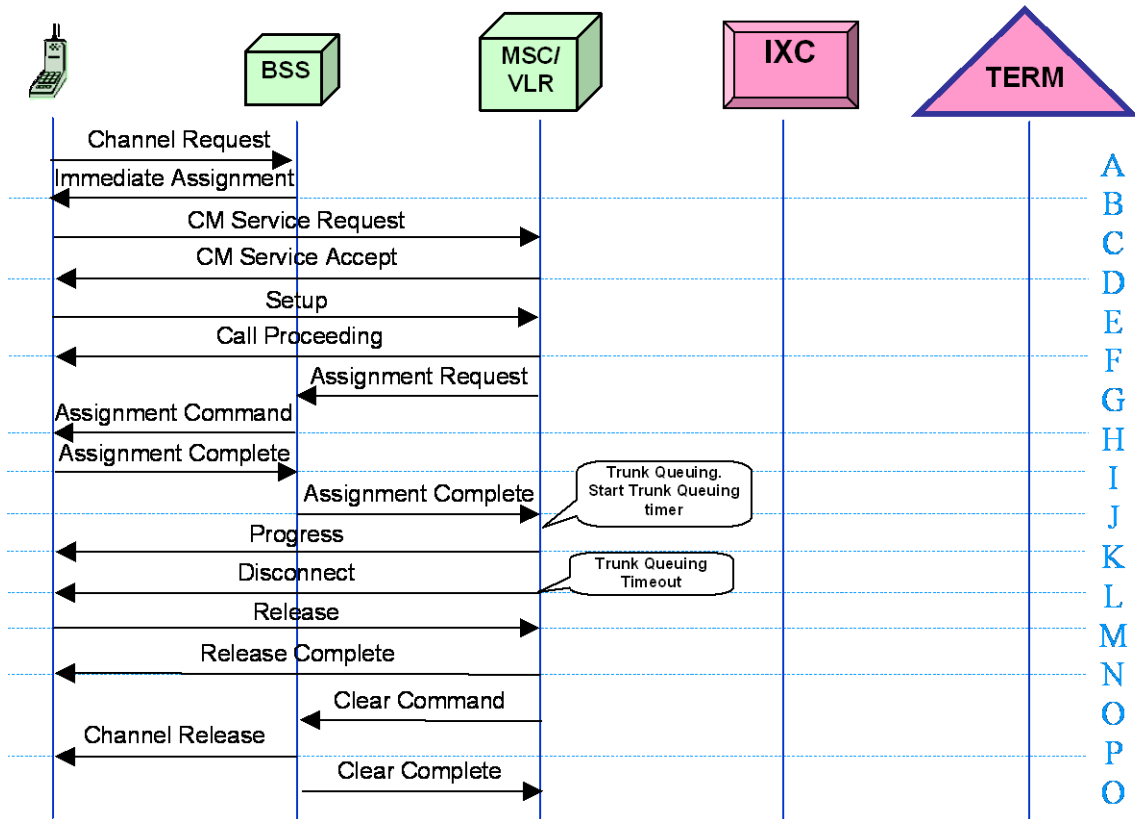 BSS
MSC/
VLR
IXC
TERM
Channel Request
A
Immediate Assignment
B
CM Service Request
C
CM Service Accept
D
Setup
E
Call Proceeding
F
Assignment Request
G
Assignment Command
H
Assignment Complete
I
Trunk Queuing.
Start Trunk Queuing
timer
Assignment Complete
J
Progress
K
Trunk Queuing
Timeout
Disconnect
L
Release
M
Release Complete
N
Clear Command
O
Channel Release
P
Clear Complete
O